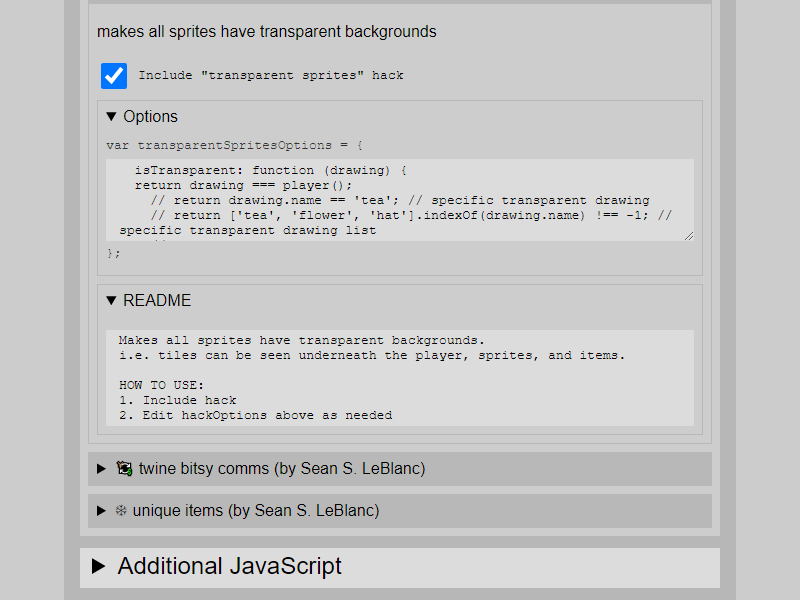 makes all sprites have transparent backgrounds
Include "transparent sprites" hack
▼ Options
var transparentSpritesOptions = {
isTransparent: function (drawing) {
return drawing === player();
// return drawing.name == 'tea'; // specific transparent drawing
// return ['tea', 'flower', 'hat'].indexOf(drawing.name) !== -1; //
specific transparent drawing list
};
▼ README
Makes all sprites have transparent backgrounds.
i.e. tiles can be seen underneath the player, sprites, and items.
HOW TO USE:
1. Include hack
2. Edit hackOptions above as needed
▶ twine bitsy comms (by Sean S. LeBlanc)
▶ ❄ unique items (by Sean S. LeBlanc)
▶ Additional JavaScript